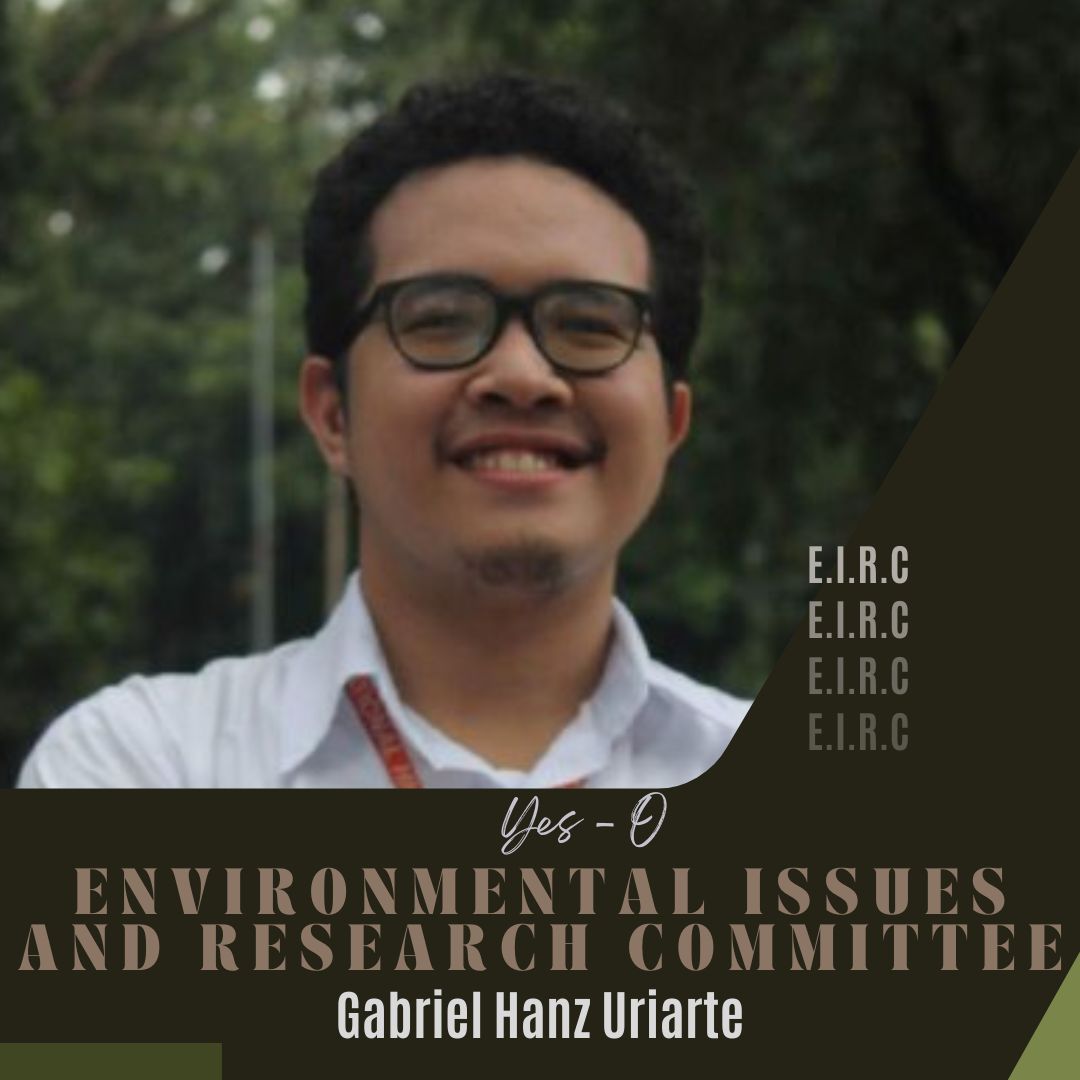 E.I.R.C
E.I.R.C
E.I.R.C
E.I.R.C
Yes - O
ENVIRONMENTAL ISSUES
AND RESEARCH COMMITTEE
Gabriel Hanz Uriarte